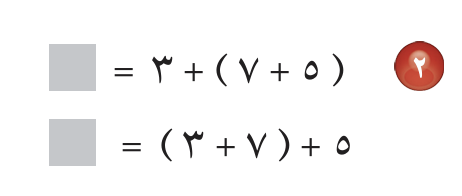 ٢ (٥ + ٧) + ٣ =
٥ + (٧ + ٣) =